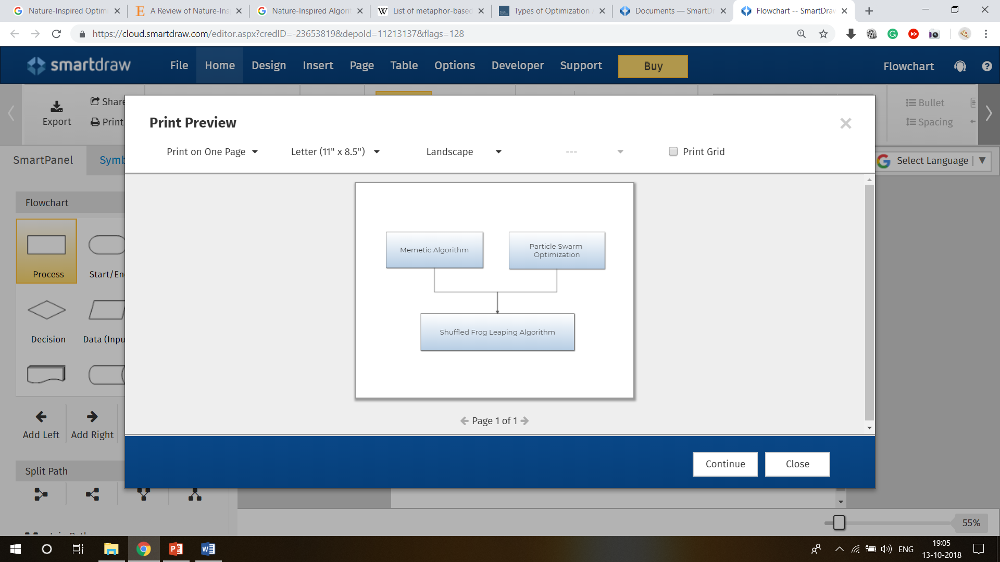 Nature-Inspired Optimi
A Review of Nature-Ins
Nature-Inspired Algorit
List of metaphor-based
Types of Optimization A
Documents — SmartDr
Flowchart -- SmartDraw
https://cloud.smartdraw.com/editor.aspx?credID=-23653819&depoId=11213137&flags=128
smartdraw
File
Home
Design
Insert
Page
Table
Options
Developer
Support
Buy
Flowchart
Export
Share
Print
Bullet
Spacing
SmartPanel
Symb
Select Language
Print Preview
Print on One Page
Letter (11" x 8.5")
Landscape
---
Print Grid
Flowchart
Process
Start/En
Decision
Data (Inpu
Memetic Algorithm
Particle Swarm
Optimization
Shuffled Frog Leaping Algorithm
Page 1 of 1
Add Left
Add Right
Continue
Close
Split Path
55%
ENG
19:05
13-10-2018